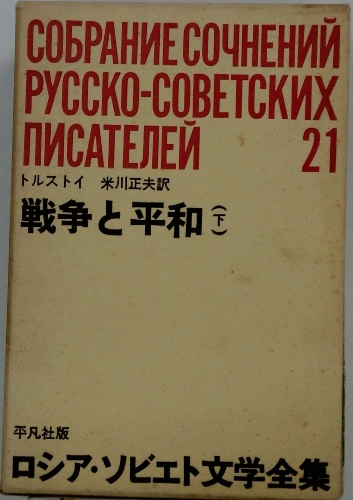 СОБРАНИЕ СОЧНЕНИЙ
РУССКО-СОВЕТСКИХ
ПИСАТЕЛЕЙ 21
トルストイ 米川正夫訳
戦争と平和(下)
平凡社版
ロシア・ソビエト文学全集